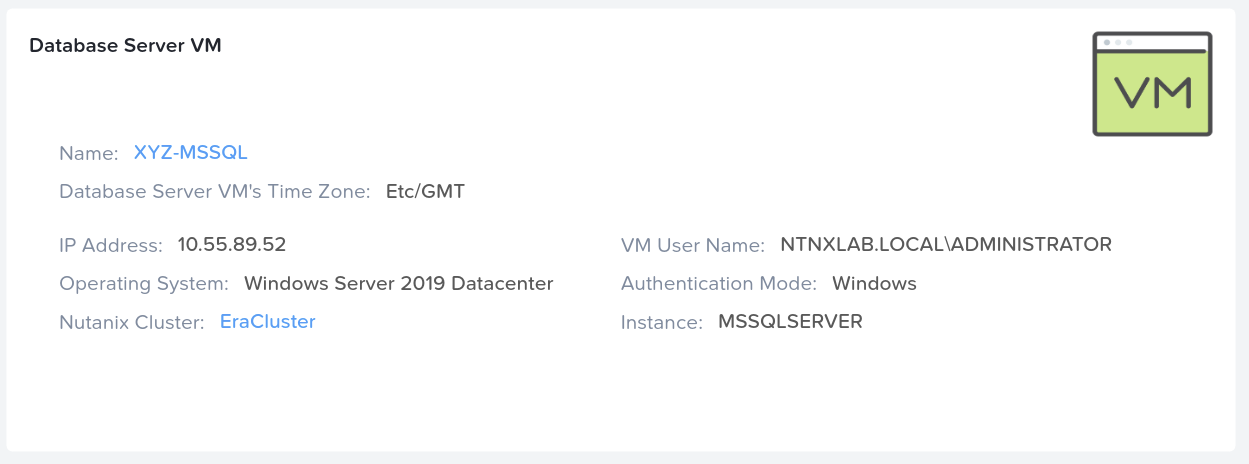 Database Server VM
VM
Name: XYZ-MSSQL
Database Server VM's Time Zone: Etc/GMT
IP Address: 10.55.89.52
VM User Name: NTNXLAB.LOCAL\ADMINISTRATOR
Operating System: Windows Server 2019 Datacenter
Authentication Mode: Windows
Nutanix Cluster: EraCluster
Instance: MSSQLSERVER